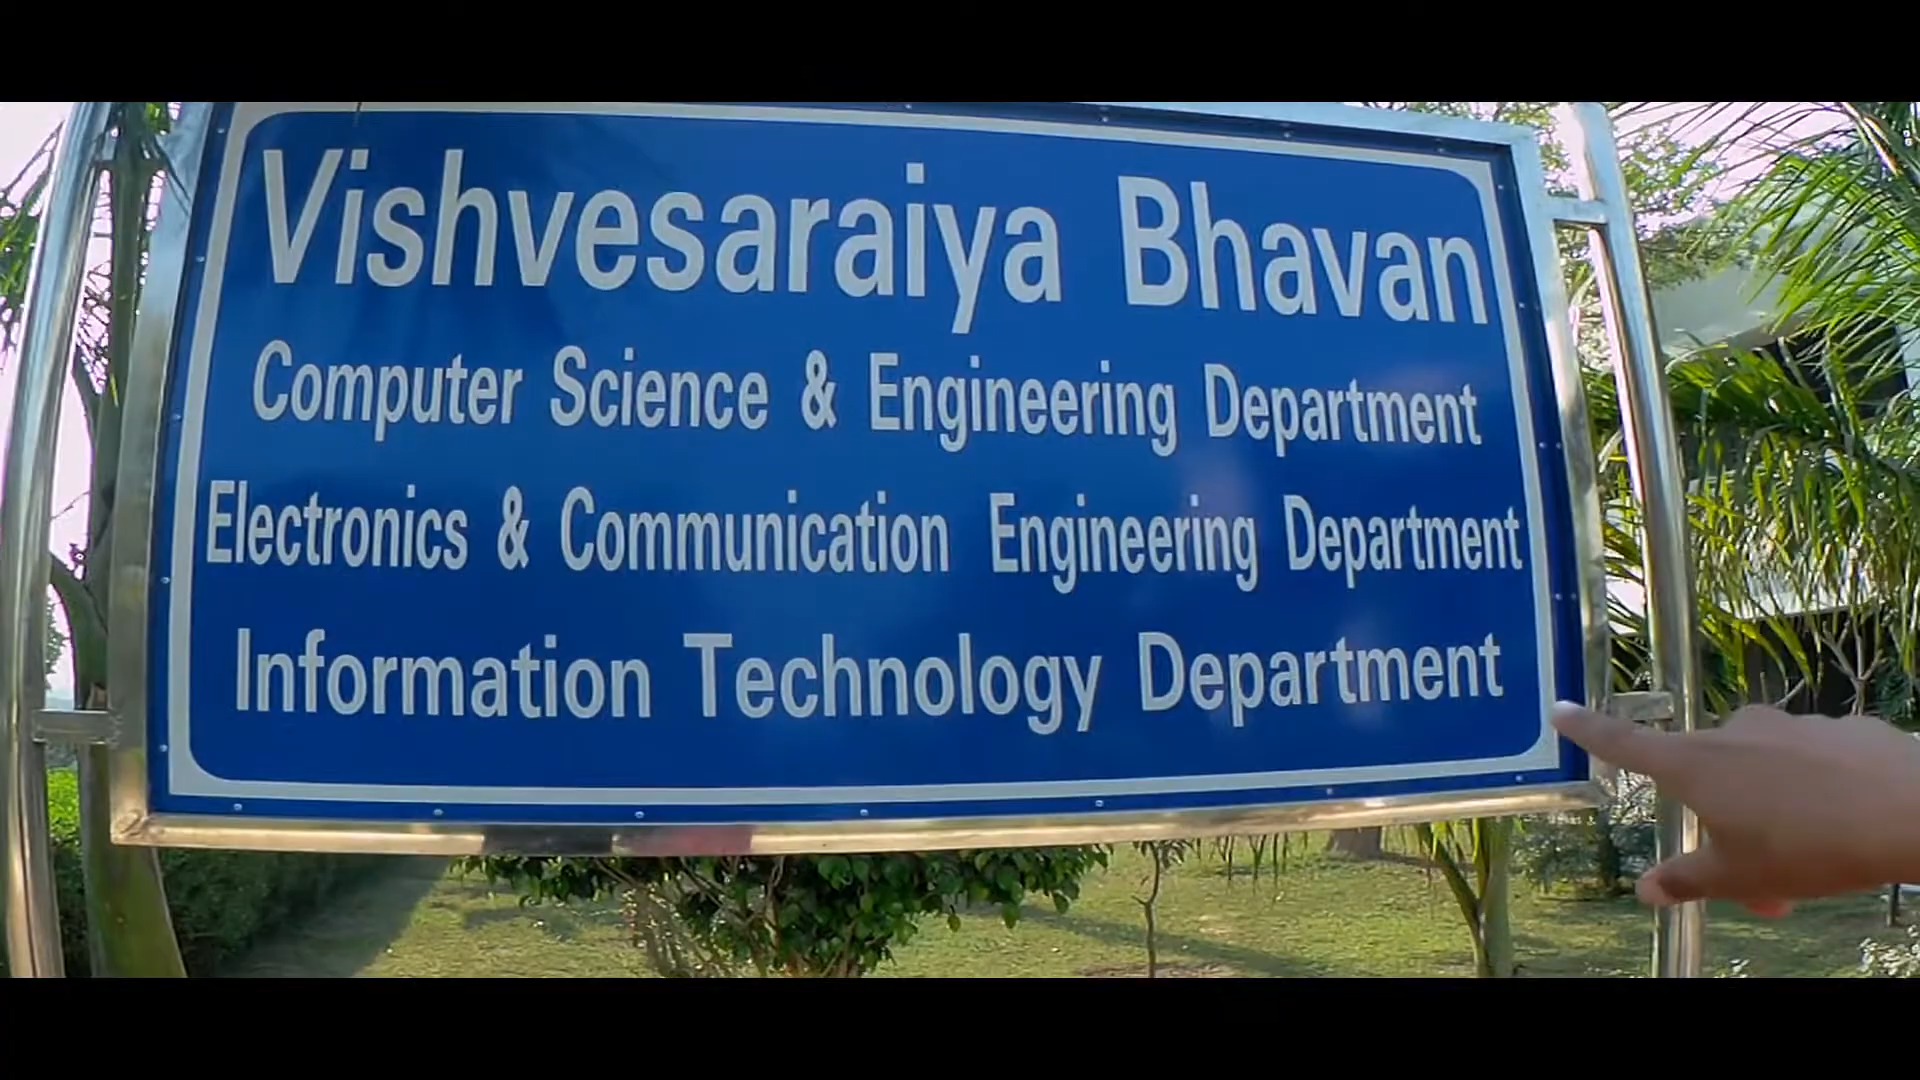 Vishvesaraiya Bhavan
Computer Science & Engineering Department
Electronics & Communication Engineering Department
Information Technology Department